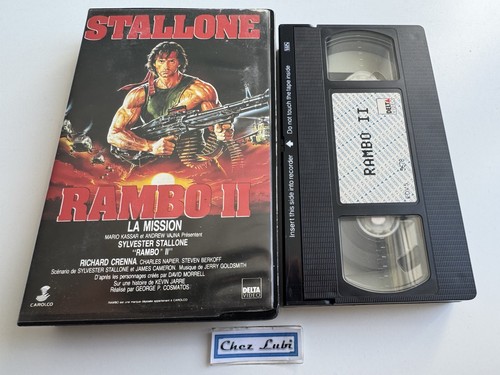 STALLONE
RAMBO II
LA MISSION
MARIO KASSAR et ANDREW VAJNA Présentent
SYLVESTER STALLONE
"RAMBO II"
RICHARD CRENNA CHARLES NAPIER, STEVEN BERKOFF
Scénario de SYLVESTER STALLONE et JAMES CAMERON. Musique de JERRY GOLDSMITH
D'après les personnages créés par DAVID MORRELL
Sur une histoire de KEVIN JARRE
Réalisé par GEORGE P. COSMATOS
CAROLCO
DELTA
VIDEO
VHS
Do not touch the tape inside
Insert this side into recorder
RAMBO II
DELTA
Chez Lubi